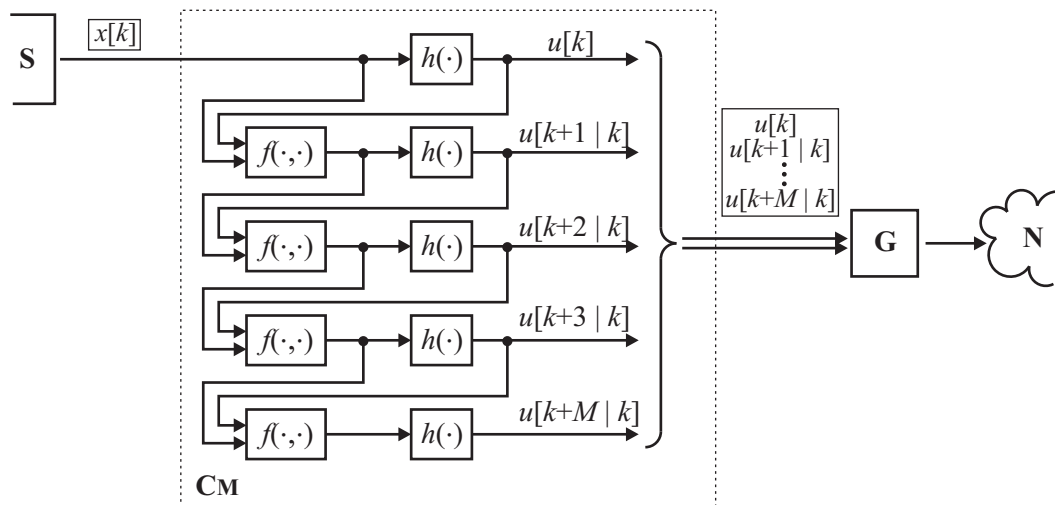 S
x[k]
h(·)
u[k]
f(·,·)
h(·)
u[k+1 | k]
f(·,·)
h(·)
u[k+2 | k]
f(·,·)
h(·)
u[k+3 | k]
f(·,·)
h(·)
u[k+M | k]
CM
u[k]
u[k+1 | k]
⋮
u[k+M | k]
G
N